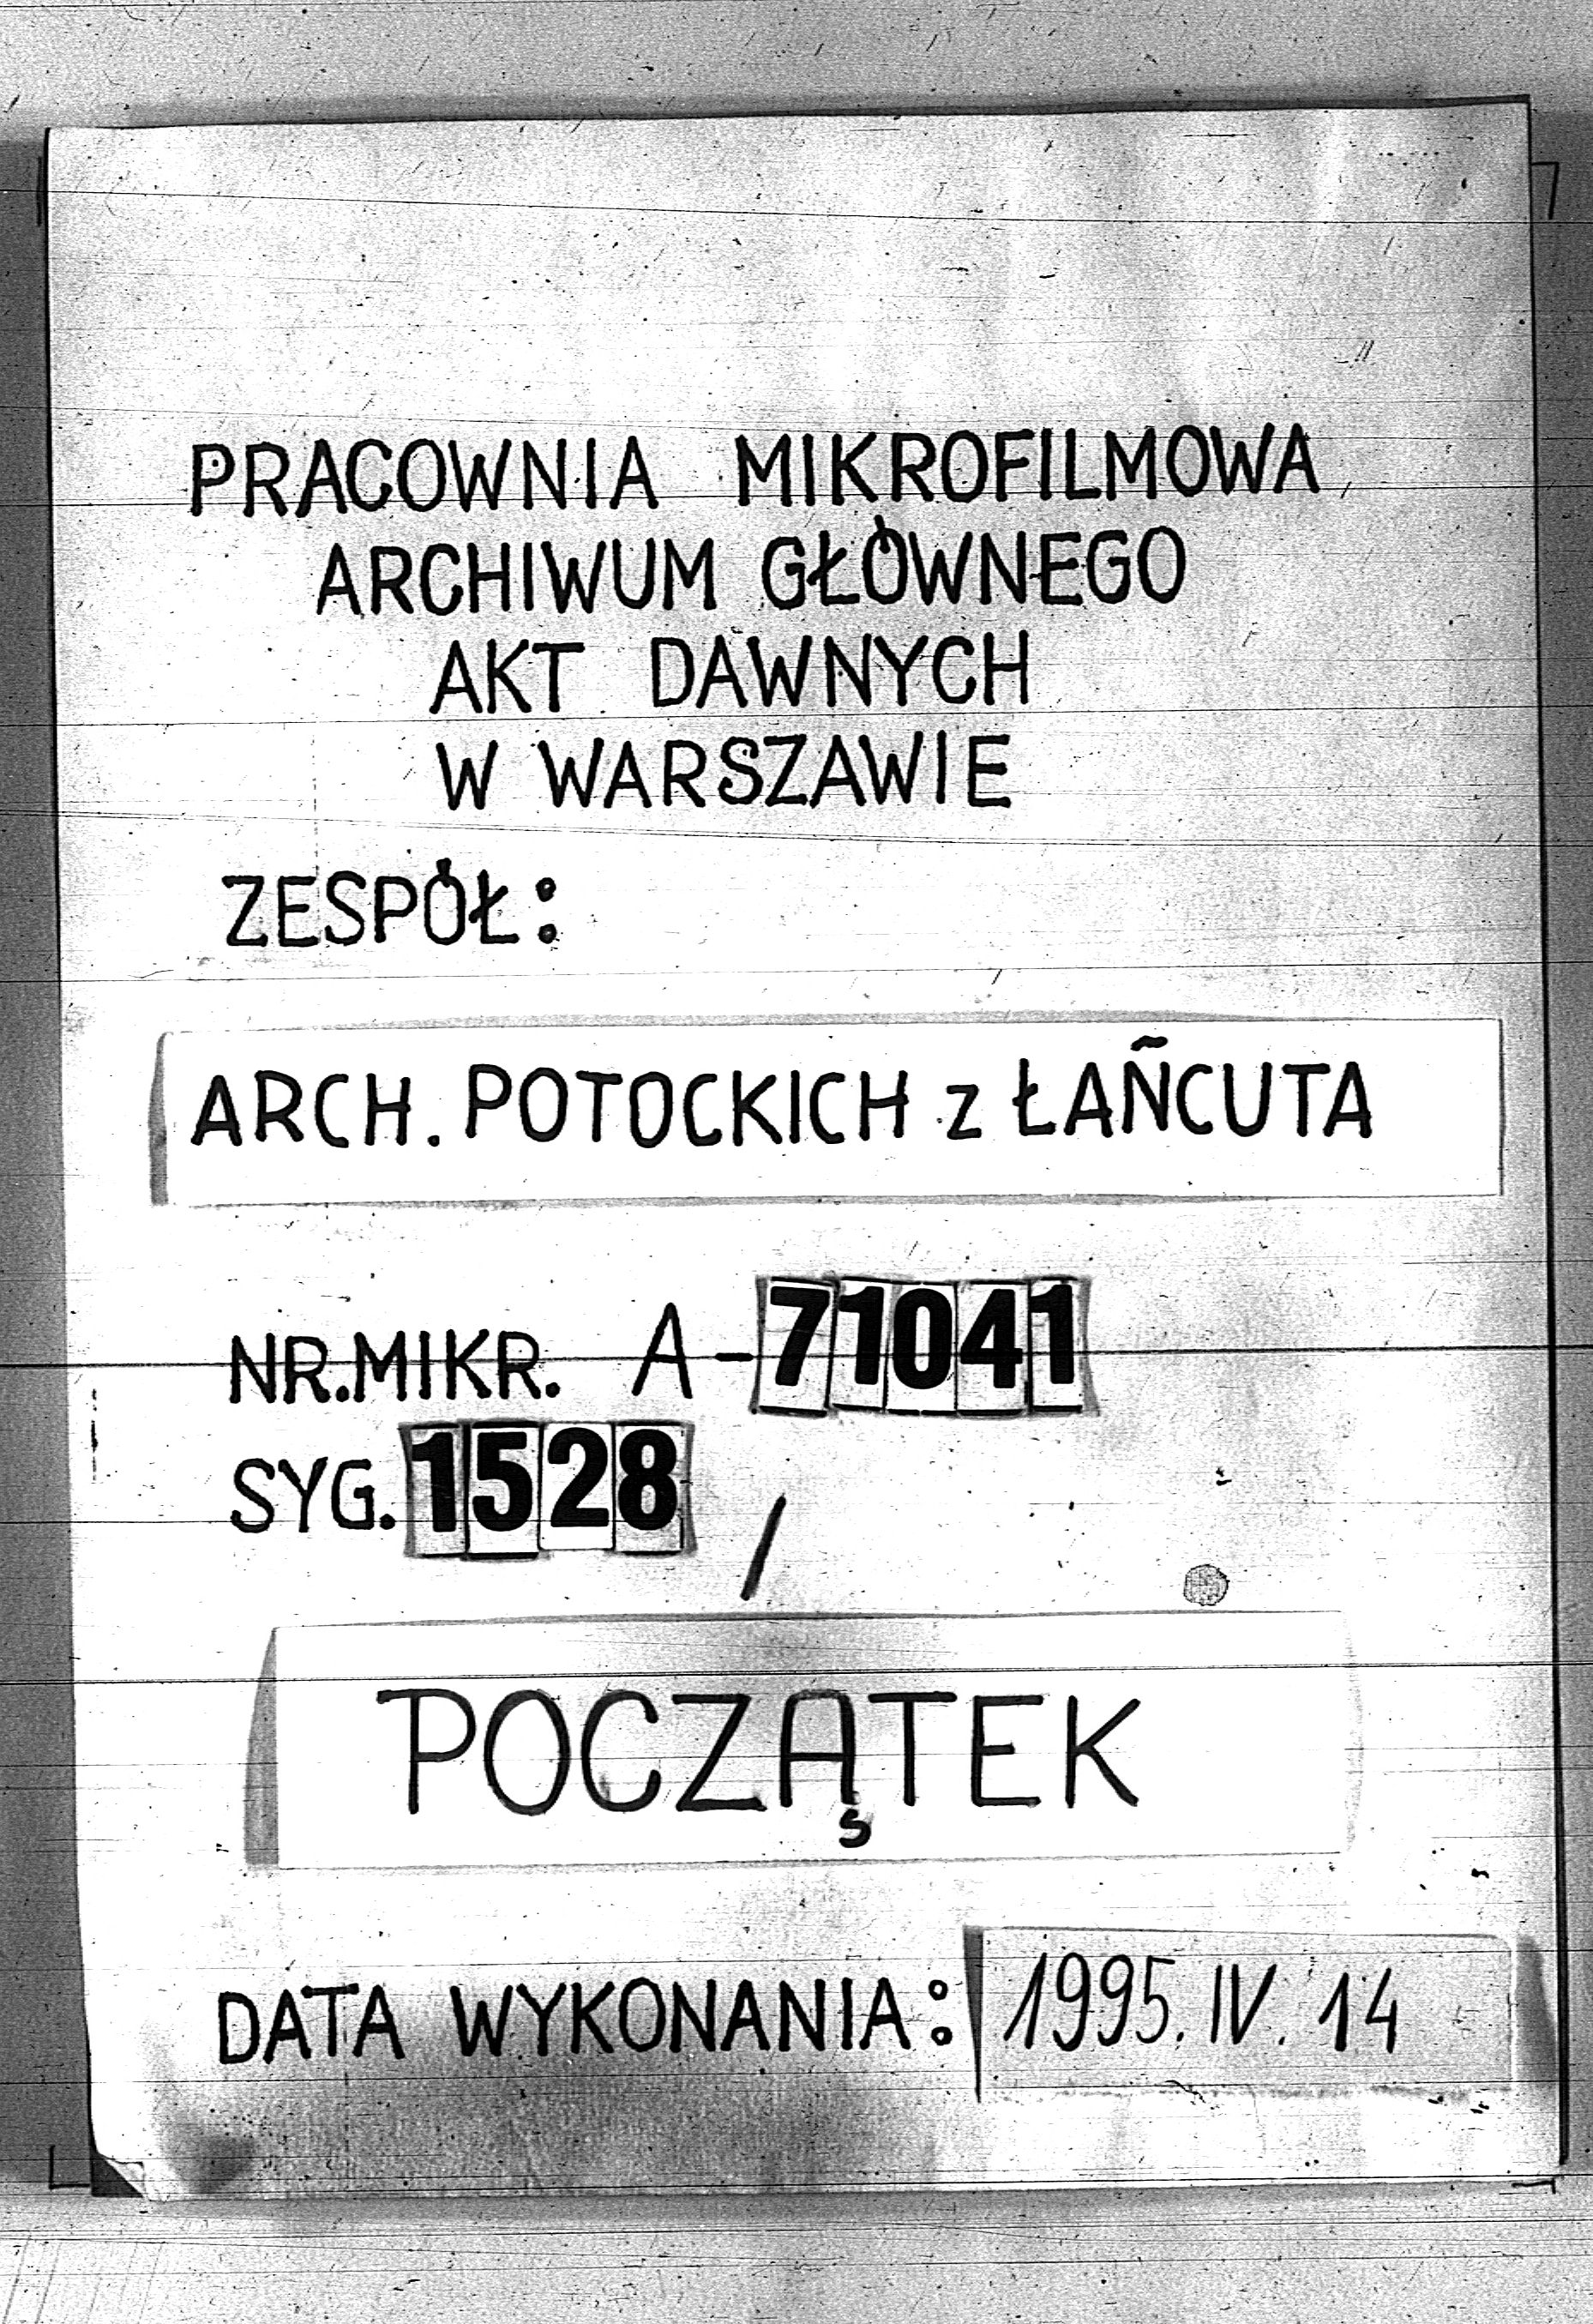 PRACOWNIA MIKROFILMOWA
ARCHIWUM GŁÓWNEGO
AKT DAWNYCH
W WARSZAWIE
ZESPÓŁ:
ARCH. POTOCKICH z ŁAŃCUTA
NR.MIKR. A-71041
SYG. 1528 /
POCZĄTEK
DATA WYKONANIA: 1995.IV.14